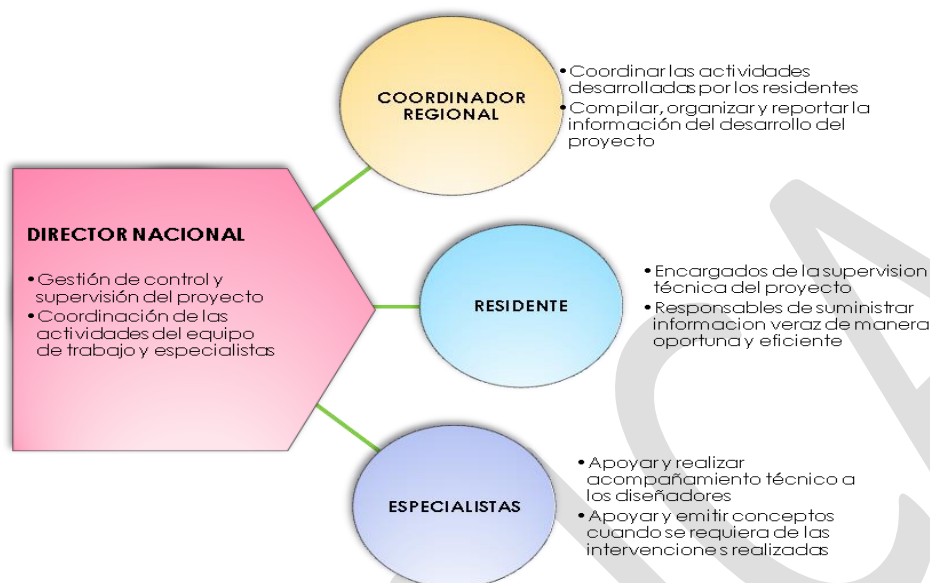 COORDINADOR
REGIONAL
• Coordinar las actividades
desarrolladas por los residentes
• Compilar, organizar y reportar la
información del desarrollo del
proyecto
DIRECTOR NACIONAL
• Gestión de control y
supervisión del proyecto
• Coordinación de las
actividades del equipo
de trabajo y especialistas
RESIDENTE
• Encargados de la supervision
técnica del proyecto
• Responsables de suministrar
informacion veraz de manera
oportuna y eficiente
ESPECIALISTAS
• Apoyar y realizar
acompañamiento técnico a
los diseñadores
• Apoyar y emitir conceptos
cuando se requiera de las
intervenciones realizadas